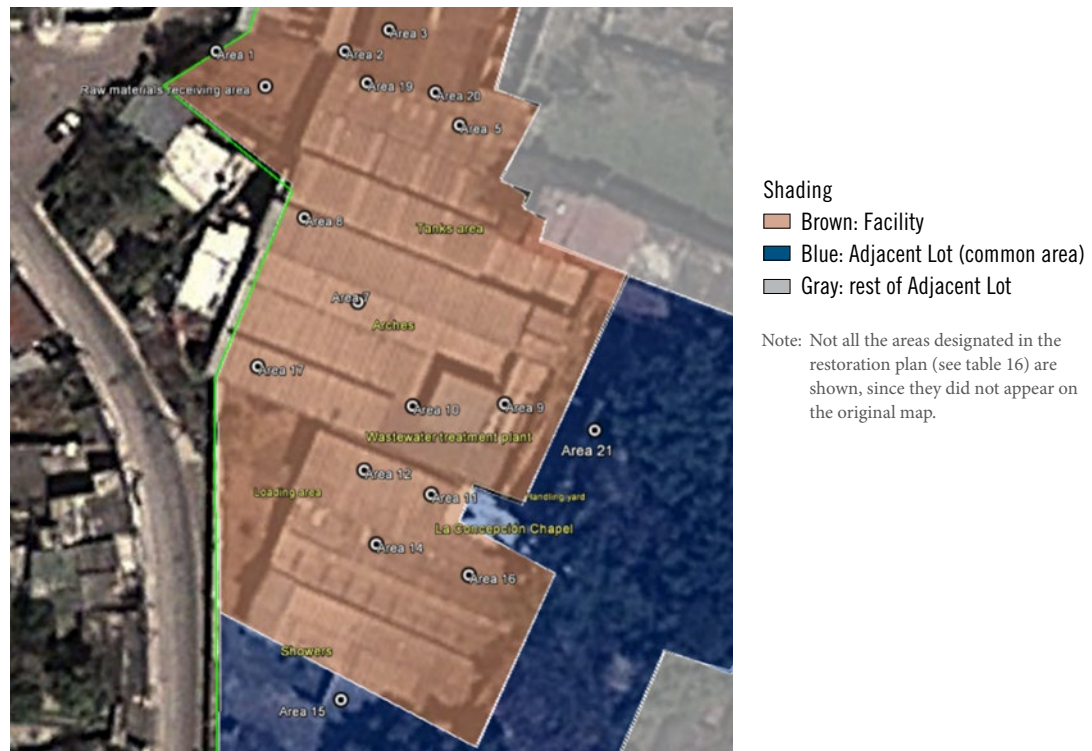 Area 3
Area 1
Area 2
Raw materials receiving area
Area 19
Area 20
Area 5
Area 8
Tanks area
Area 7
Arches
Area 17
Area 10
Area 9
Wastewater treatment plant
Area 21
Area 12
Loading area
Area 11
Handling yard
La Concepción Chapel
Area 14
Area 16
Showers
Area 15
Shading
Brown: Facility
Blue: Adjacent Lot (common area)
Gray: rest of Adjacent Lot
Note: Not all the areas designated in the
restoration plan (see table 16) are
shown, since they did not appear on
the original map.